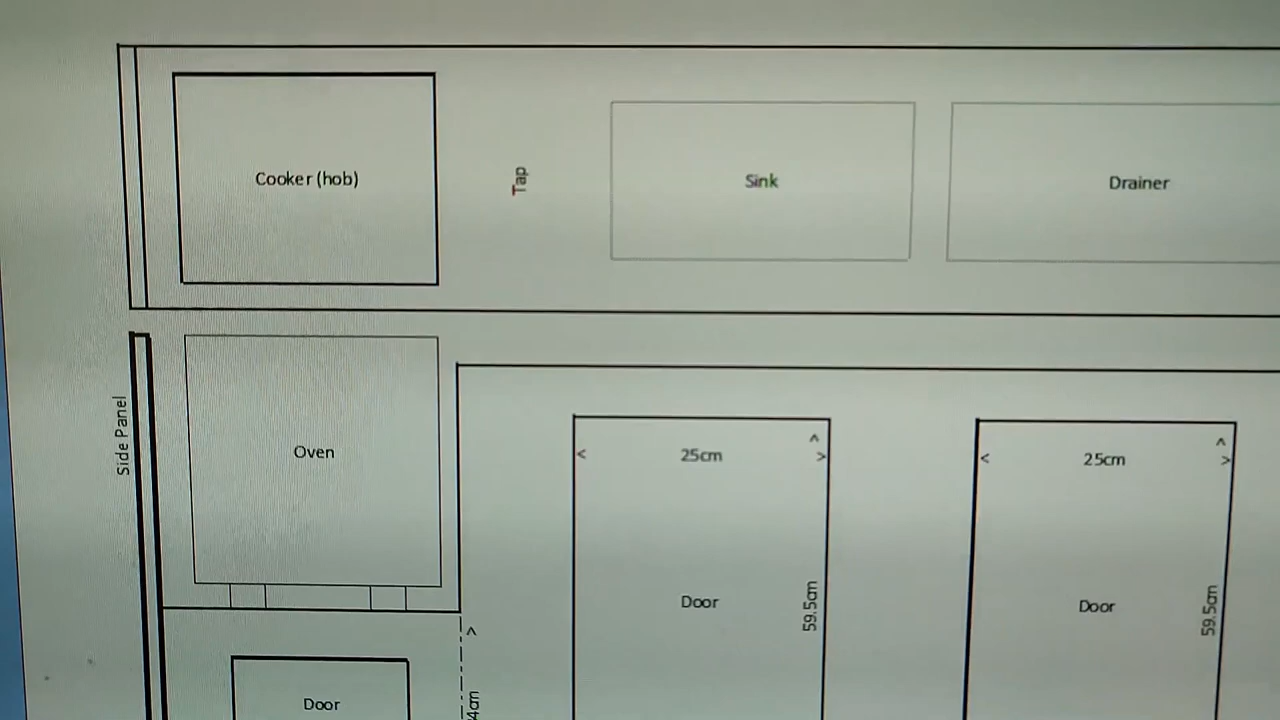 Cooker (hob)
Tap
Sink
Drainer
Side Panel
Oven
< 25cm >
< 25cm >
Door
59.5cm
Door
59.5cm
Door